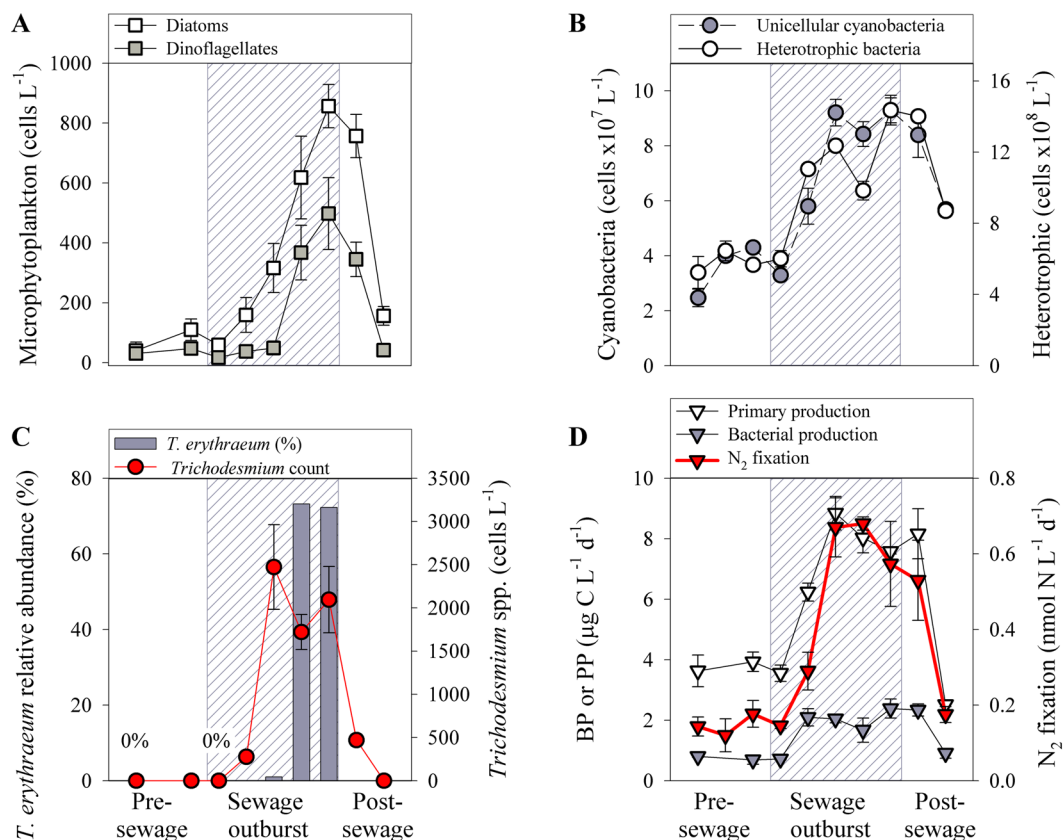 A
Diatoms
Dinoflagellates
Microphytoplankton (cells L⁻¹)
1000
800
600
400
200
0
B
Unicellular cyanobacteria
Heterotrophic bacteria
Cyanobacteria (cells x10⁷ L⁻¹)
10
8
6
4
2
0
16
12
8
4
0
Heterotrophic (cells x10⁸ L⁻¹)
C
T. erythraeum (%)
Trichodesmium count
T. erythraeum relative abundance (%)
80
60
40
20
0
0%
0%
3500
3000
2500
2000
1500
1000
500
0
Trichodesmium spp. (cells L⁻¹)
Pre-
sewage
Sewage
outburst
Post-
sewage
D
Primary production
Bacterial production
N₂ fixation
BP or PP (µg C L⁻¹ d⁻¹)
10
8
6
4
2
0
0.8
0.6
0.4
0.2
0.0
N₂ fixation (nmol N L⁻¹ d⁻¹)
Pre-
sewage
Sewage
outburst
Post-
sewage